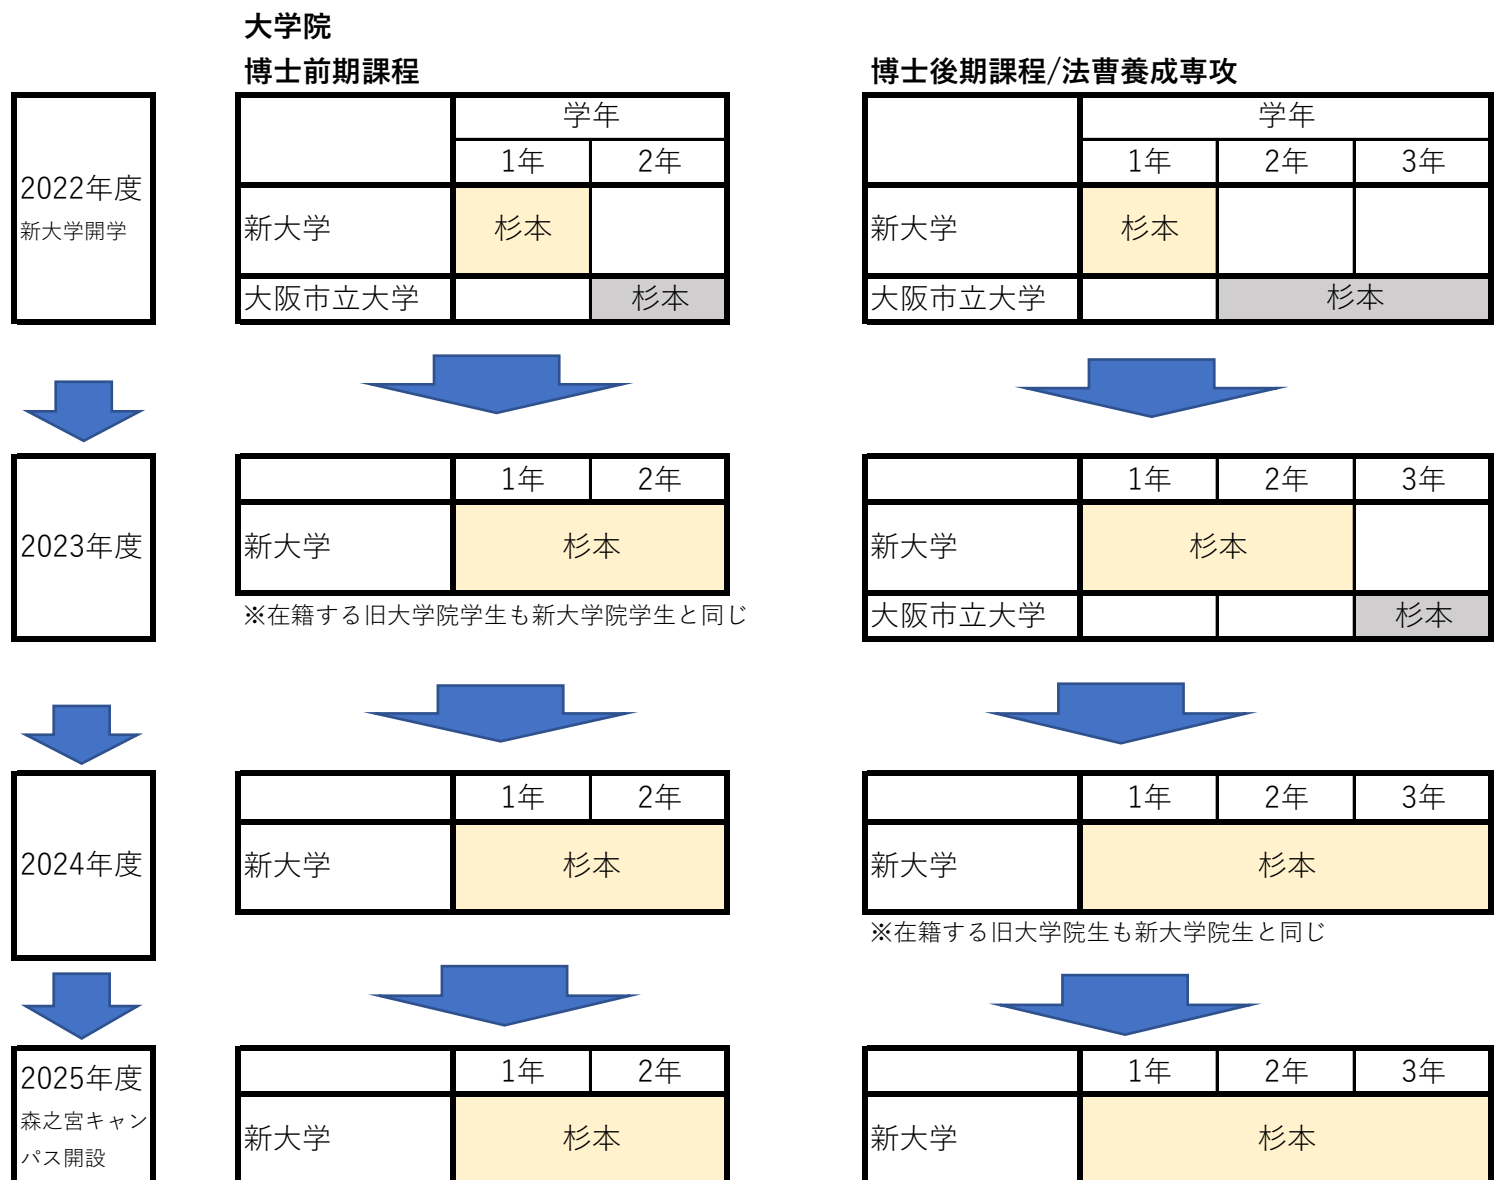 大学院
博士前期課程
博士後期課程/法曹養成専攻
2022年度
新大学開学
学年
1年 2年
新大学 杉本
大阪市立大学 杉本
学年
1年 2年 3年
新大学 杉本
大阪市立大学 杉本
2023年度
1年 2年
新大学 杉本
※在籍する旧大学院学生も新大学院学生と同じ
1年 2年 3年
新大学 杉本
大阪市立大学 杉本
2024年度
1年 2年
新大学 杉本
1年 2年 3年
新大学 杉本
※在籍する旧大学院生も新大学院生と同じ
2025年度
森之宮キャン
パス開設
1年 2年
新大学 杉本
1年 2年 3年
新大学 杉本